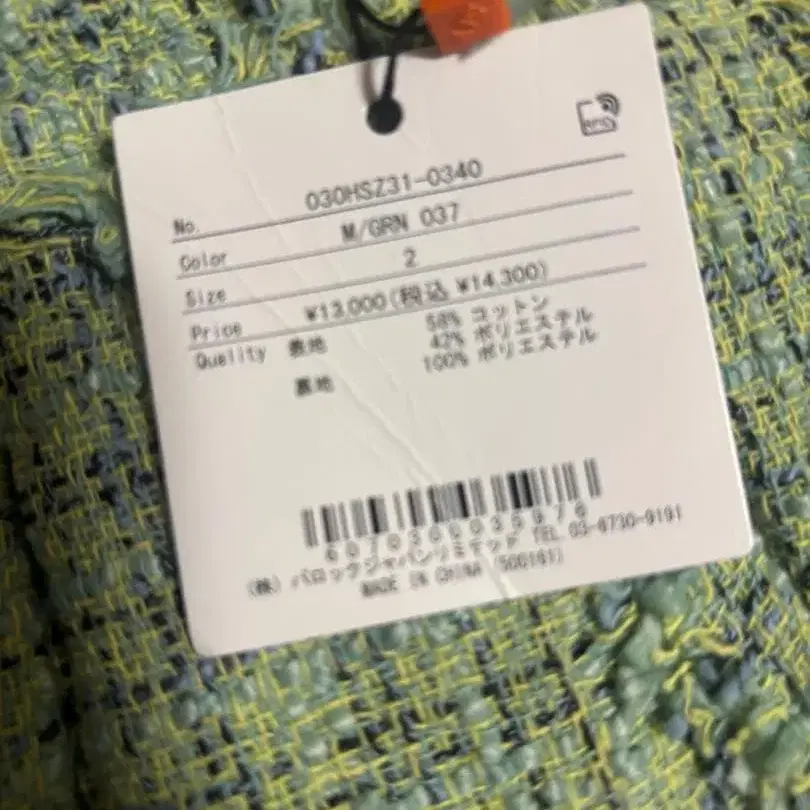 RFID
No. 030HSZ31-0340
Color M/GRN 037
Size 2
Price ¥13,000(税込 ¥14,300)
Quality 表地 58% コットン
42% ポリエステル
裏地 100% ポリエステル
(株) バロックジャパンリミテッド TEL 03-6730-9191
MADE IN CHINA (500161)